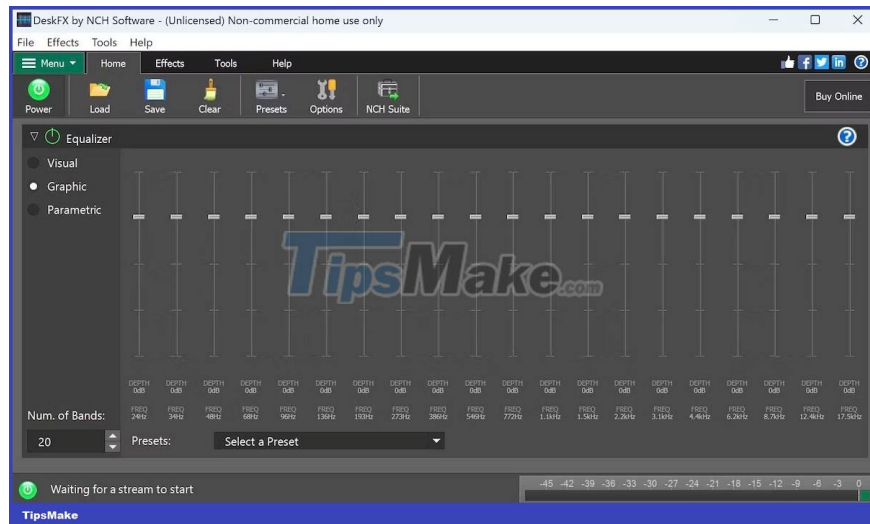 DeskFX by NCH Software - (Unlicensed) Non-commercial home use only
File Effects Tools Help
Menu Home Effects Tools Help
Power Load Save Clear Presets Options NCH Suite Buy Online
Equalizer
Visual
Graphic
Parametric
TipsMake.com
DEPTH DEPTH DEPTH DEPTH DEPTH DEPTH DEPTH DEPTH DEPTH DEPTH DEPTH DEPTH DEPTH DEPTH DEPTH DEPTH DEPTH DEPTH DEPTH DEPTH
0dB 0dB 0dB 0dB 0dB 0dB 0dB 0dB 0dB 0dB 0dB 0dB 0dB 0dB 0dB 0dB 0dB 0dB 0dB 0dB
Num. of Bands: FREQ FREQ FREQ FREQ FREQ FREQ FREQ FREQ FREQ FREQ FREQ FREQ FREQ FREQ FREQ FREQ FREQ FREQ FREQ FREQ
24Hz 34Hz 48Hz 68Hz 96Hz 136Hz 193Hz 273Hz 386Hz 546Hz 772Hz 1.1kHz 1.5kHz 2.2kHz 3.1kHz 4.4kHz 6.2kHz 8.7kHz 12.4kHz 17.5kHz
20 Presets: Select a Preset
Waiting for a stream to start -45 -42 -39 -36 -33 -30 -27 -24 -21 -18 -15 -12 -9 -6 -3 0
TipsMake